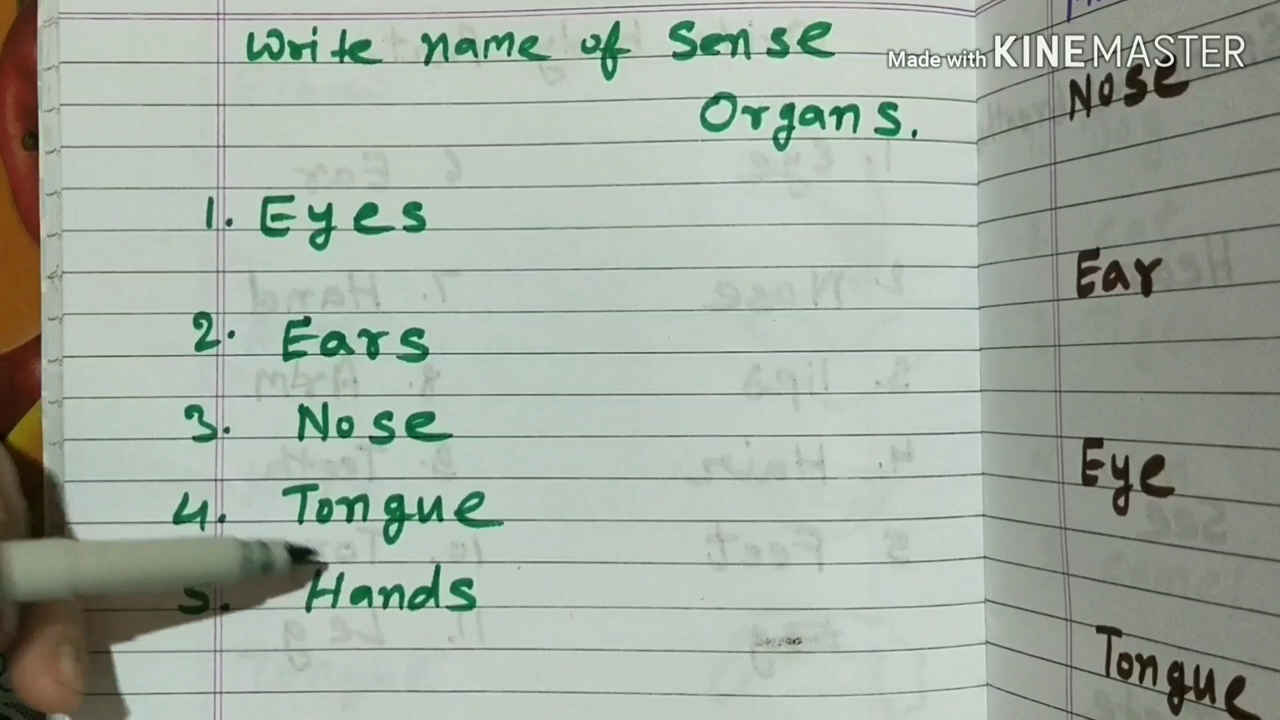 Write name of Sense
Organs.
1. Eyes
2. Ears
3. Nose
4. Tongue
5. Hands
Made with KINEMASTER
Nose
Ear
Eye
Tongue